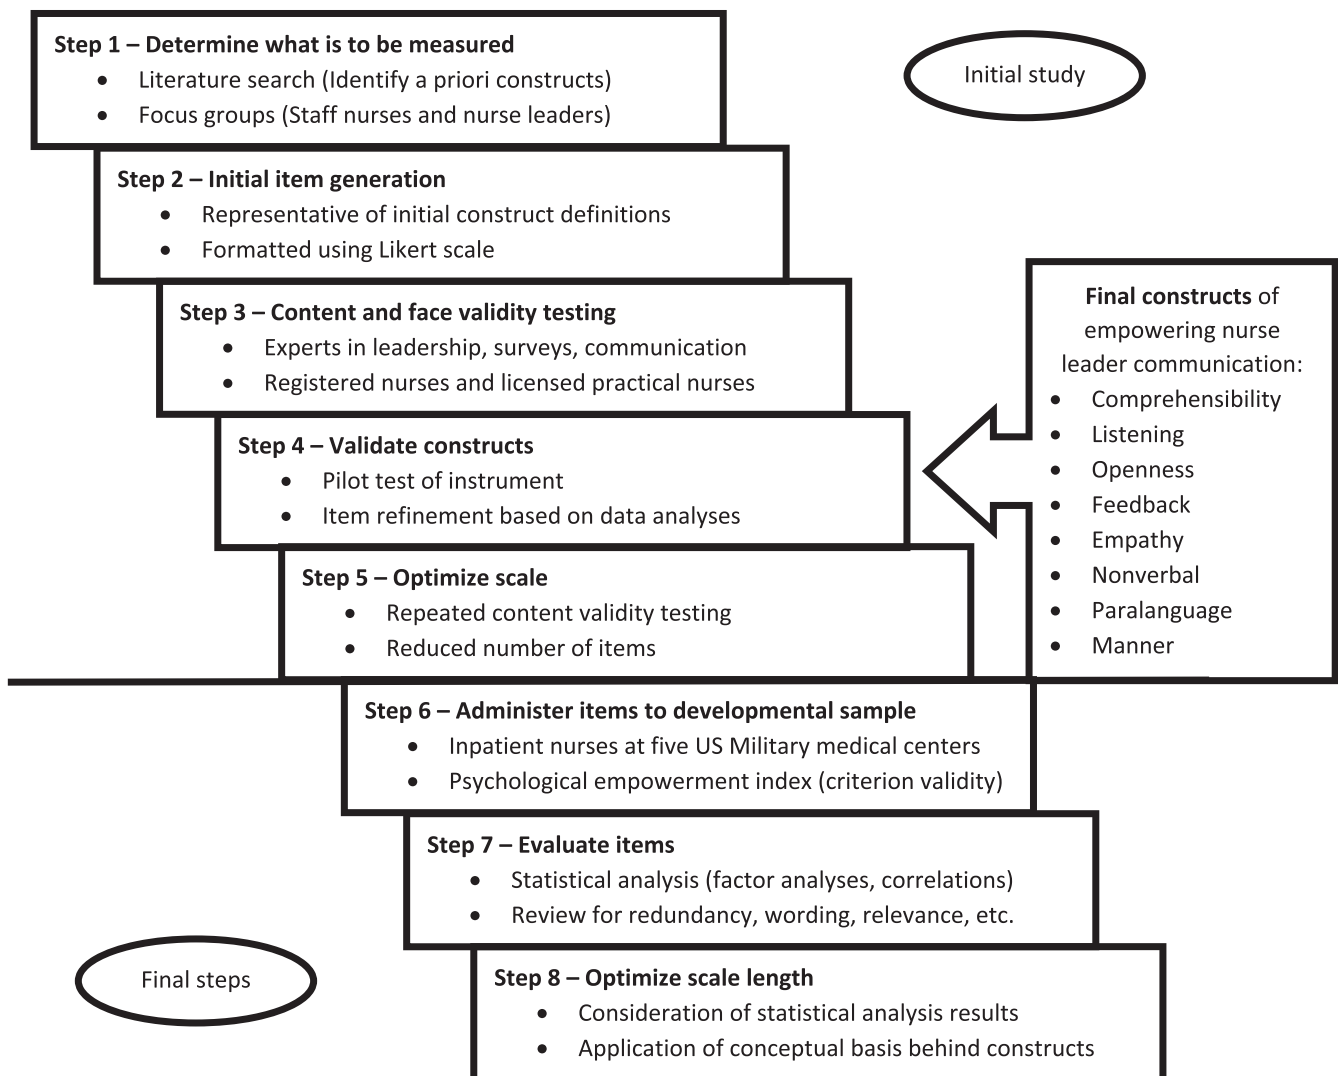 Step 1 – Determine what is to be measured
• Literature search (Identify a priori constructs)
• Focus groups (Staff nurses and nurse leaders)
Initial study
Step 2 – Initial item generation
• Representative of initial construct definitions
• Formatted using Likert scale
Step 3 – Content and face validity testing
• Experts in leadership, surveys, communication
• Registered nurses and licensed practical nurses
Step 4 – Validate constructs
• Pilot test of instrument
• Item refinement based on data analyses
Step 5 – Optimize scale
• Repeated content validity testing
• Reduced number of items
Final constructs of
empowering nurse
leader communication:
• Comprehensibility
• Listening
• Openness
• Feedback
• Empathy
• Nonverbal
• Paralanguage
• Manner
Step 6 – Administer items to developmental sample
• Inpatient nurses at five US Military medical centers
• Psychological empowerment index (criterion validity)
Step 7 – Evaluate items
• Statistical analysis (factor analyses, correlations)
• Review for redundancy, wording, relevance, etc.
Final steps
Step 8 – Optimize scale length
• Consideration of statistical analysis results
• Application of conceptual basis behind constructs